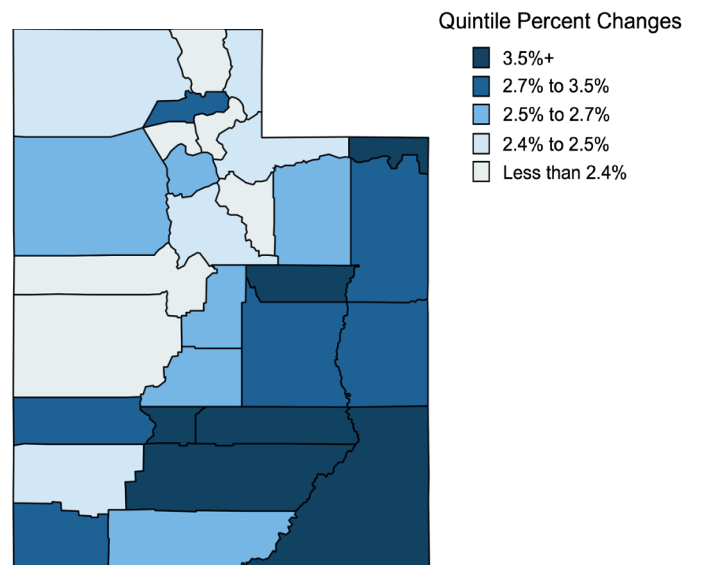 Quintile Percent Changes
3.5%+
2.7% to 3.5%
2.5% to 2.7%
2.4% to 2.5%
Less than 2.4%